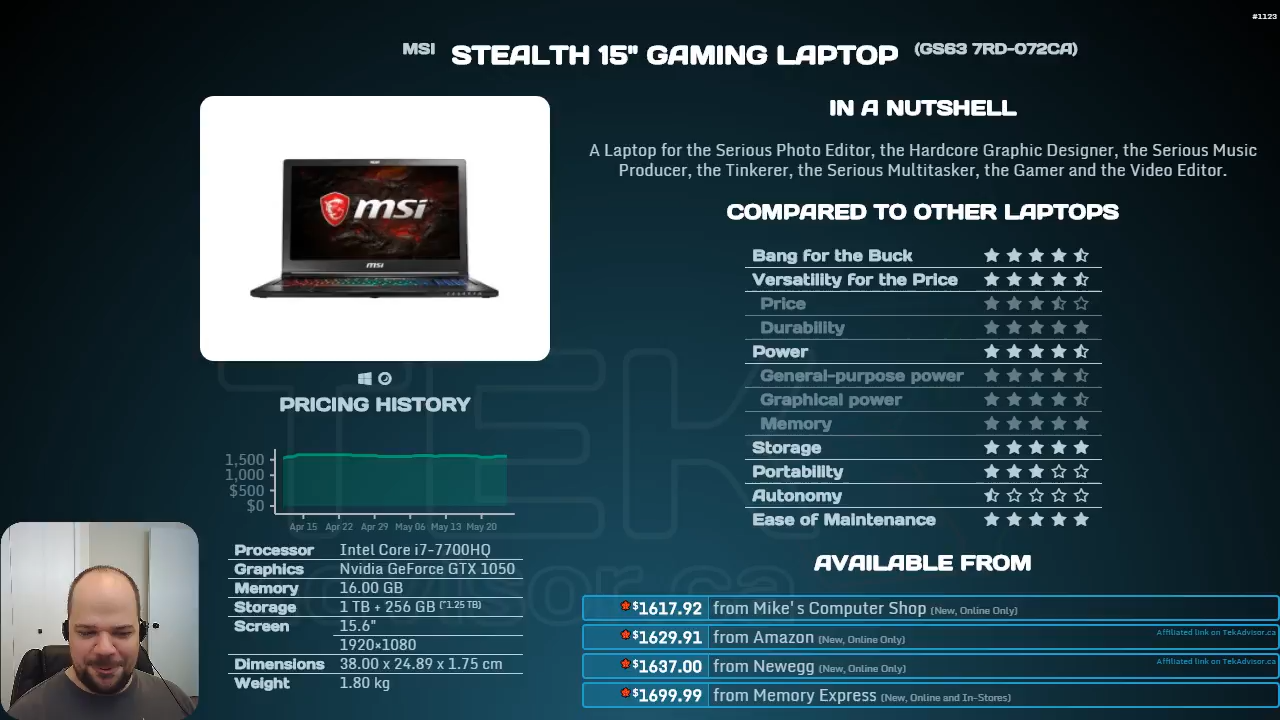 #1123
MSI STEALTH 15" GAMING LAPTOP (GS63 7RD-072CA)
msi
msi
PRICING HISTORY
1,500
1,000
$500
$0
Apr 15 Apr 22 Apr 29 May 06 May 13 May 20
Processor Intel Core i7-7700HQ
Graphics Nvidia GeForce GTX 1050
Memory 16.00 GB
Storage 1 TB + 256 GB (~1.25 TB)
Screen 15.6"
1920×1080
Dimensions 38.00 x 24.89 x 1.75 cm
Weight 1.80 kg
IN A NUTSHELL
A Laptop for the Serious Photo Editor, the Hardcore Graphic Designer, the Serious Music
Producer, the Tinkerer, the Serious Multitasker, the Gamer and the Video Editor.
COMPARED TO OTHER LAPTOPS
Bang for the Buck
Versatility for the Price
Price
Durability
Power
General-purpose power
Graphical power
Memory
Storage
Portability
Autonomy
Ease of Maintenance
AVAILABLE FROM
$1617.92 from Mike's Computer Shop (New, Online Only)
$1629.91 from Amazon (New, Online Only) Affiliated link on TekAdvisor.ca
$1637.00 from Newegg (New, Online Only) Affiliated link on TekAdvisor.ca
$1699.99 from Memory Express (New, Online and In-Stores)